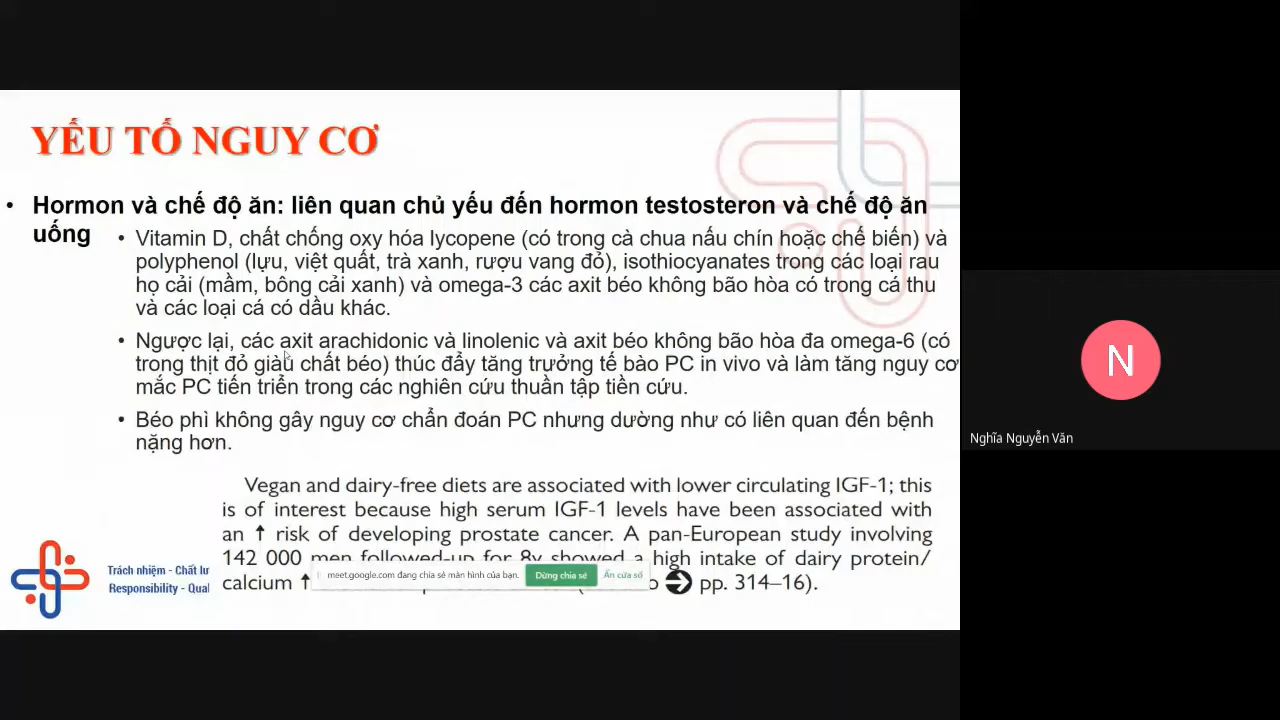 YẾU TỐ NGUY CƠ
• Hormon và chế độ ăn: liên quan chủ yếu đến hormon testosteron và chế độ ăn
uống
• Vitamin D, chất chống oxy hóa lycopene (có trong cà chua nấu chín hoặc chế biến) và
polyphenol (lựu, việt quất, trà xanh, rượu vang đỏ), isothiocyanates trong các loại rau
họ cải (mầm, bông cải xanh) và omega-3 các axit béo không bão hòa có trong cá thu
và các loại cá có dầu khác.
• Ngược lại, các axit arachidonic và linolenic và axit béo không bão hòa đa omega-6 (có
trong thịt đỏ giàu chất béo) thúc đẩy tăng trưởng tế bào PC in vivo và làm tăng nguy cơ
mắc PC tiến triển trong các nghiên cứu thuần tập tiền cứu.
• Béo phì không gây nguy cơ chẩn đoán PC nhưng dường như có liên quan đến bệnh
nặng hơn.
Vegan and dairy-free diets are associated with lower circulating IGF-1; this
is of interest because high serum IGF-1 levels have been associated with
an ↑ risk of developing prostate cancer. A pan-European study involving
142 000 men followed-up for 8y showed a high intake of dairy protein/
calcium ↑ pp. 314–16).
meet.google.com đang chia sẻ màn hình của bạn.
Dừng chia sẻ
Ẩn cửa sổ
Trách nhiệm - Chất lư
Responsibility - Qual
N
Nghĩa Nguyễn Văn